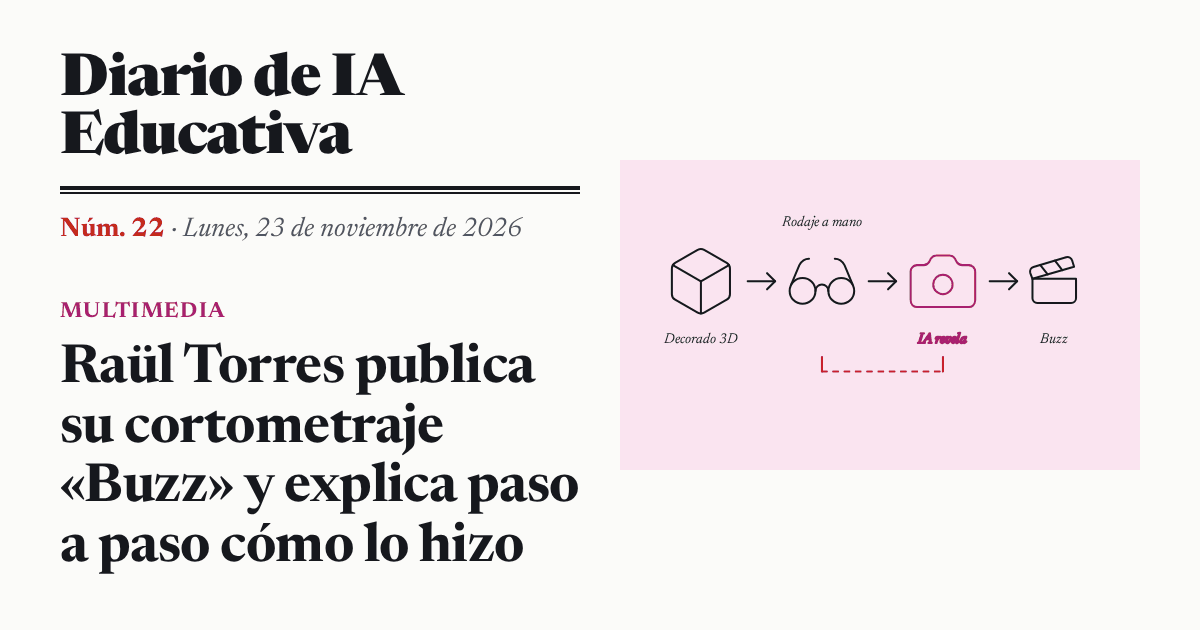 Diario de IA
Educativa
Núm. 22 · Lunes, 23 de noviembre de 2026
MULTIMEDIA
Raül Torres publica
su cortometraje
«Buzz» y explica paso
a paso cómo lo hizo
Rodaje a mano
Decorado 3D
IA revela
Buzz